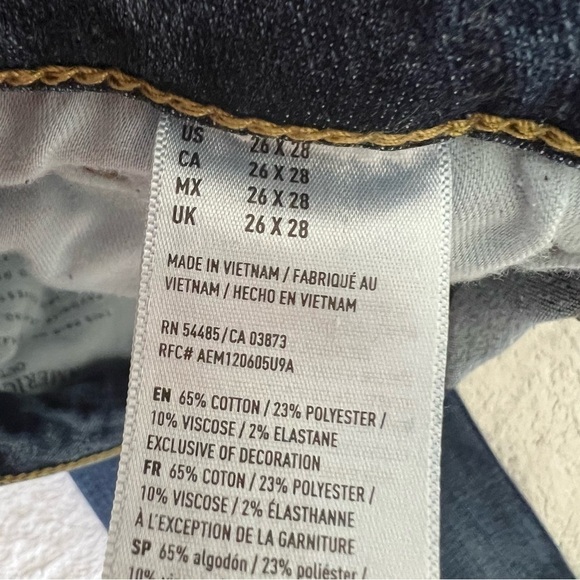 US 26 X 28
CA 26 X 28
MX 26 X 28
UK 26 X 28
MADE IN VIETNAM / FABRIQUÉ AU
VIETNAM / HECHO EN VIETNAM
RN 54485/CA 03873
RFC# AEM120605U9A
EN 65% COTTON / 23% POLYESTER /
10% VISCOSE / 2% ELASTANE
EXCLUSIVE OF DECORATION
FR 65% COTON / 23% POLYESTER /
10% VISCOSE / 2% ÉLASTHANNE
À L'EXCEPTION DE LA GARNITURE
SP 65% algodón / 23% poliéster /
10%